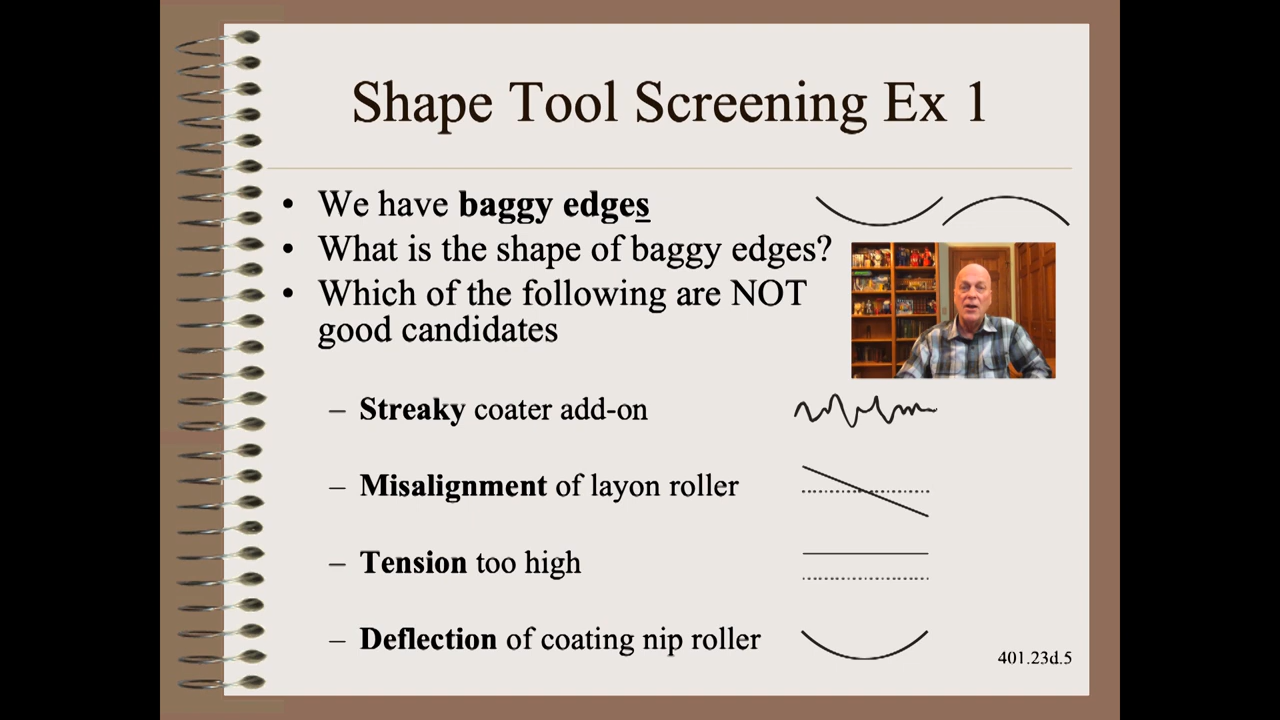 Shape Tool Screening Ex 1
• We have baggy edges
• What is the shape of baggy edges?
• Which of the following are NOT
good candidates
– Streaky coater add-on
– Misalignment of layon roller
– Tension too high
– Deflection of coating nip roller
401.23d.5